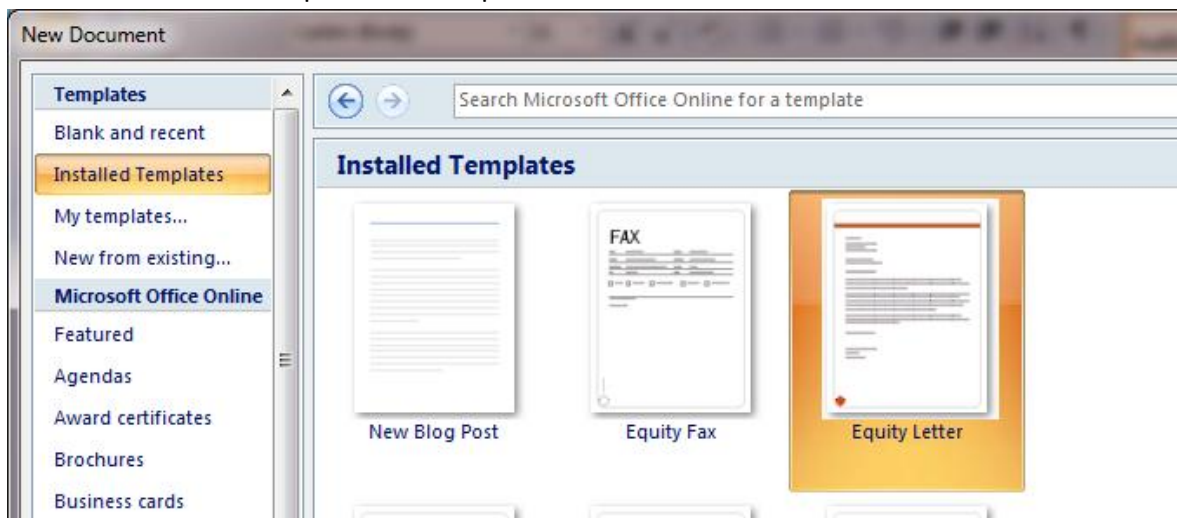 New Document
Templates
Blank and recent
Installed Templates
My templates...
New from existing...
Microsoft Office Online
Featured
Agendas
Award certificates
Brochures
Business cards
Search Microsoft Office Online for a template
Installed Templates
FAX
New Blog Post
Equity Fax
Equity Letter